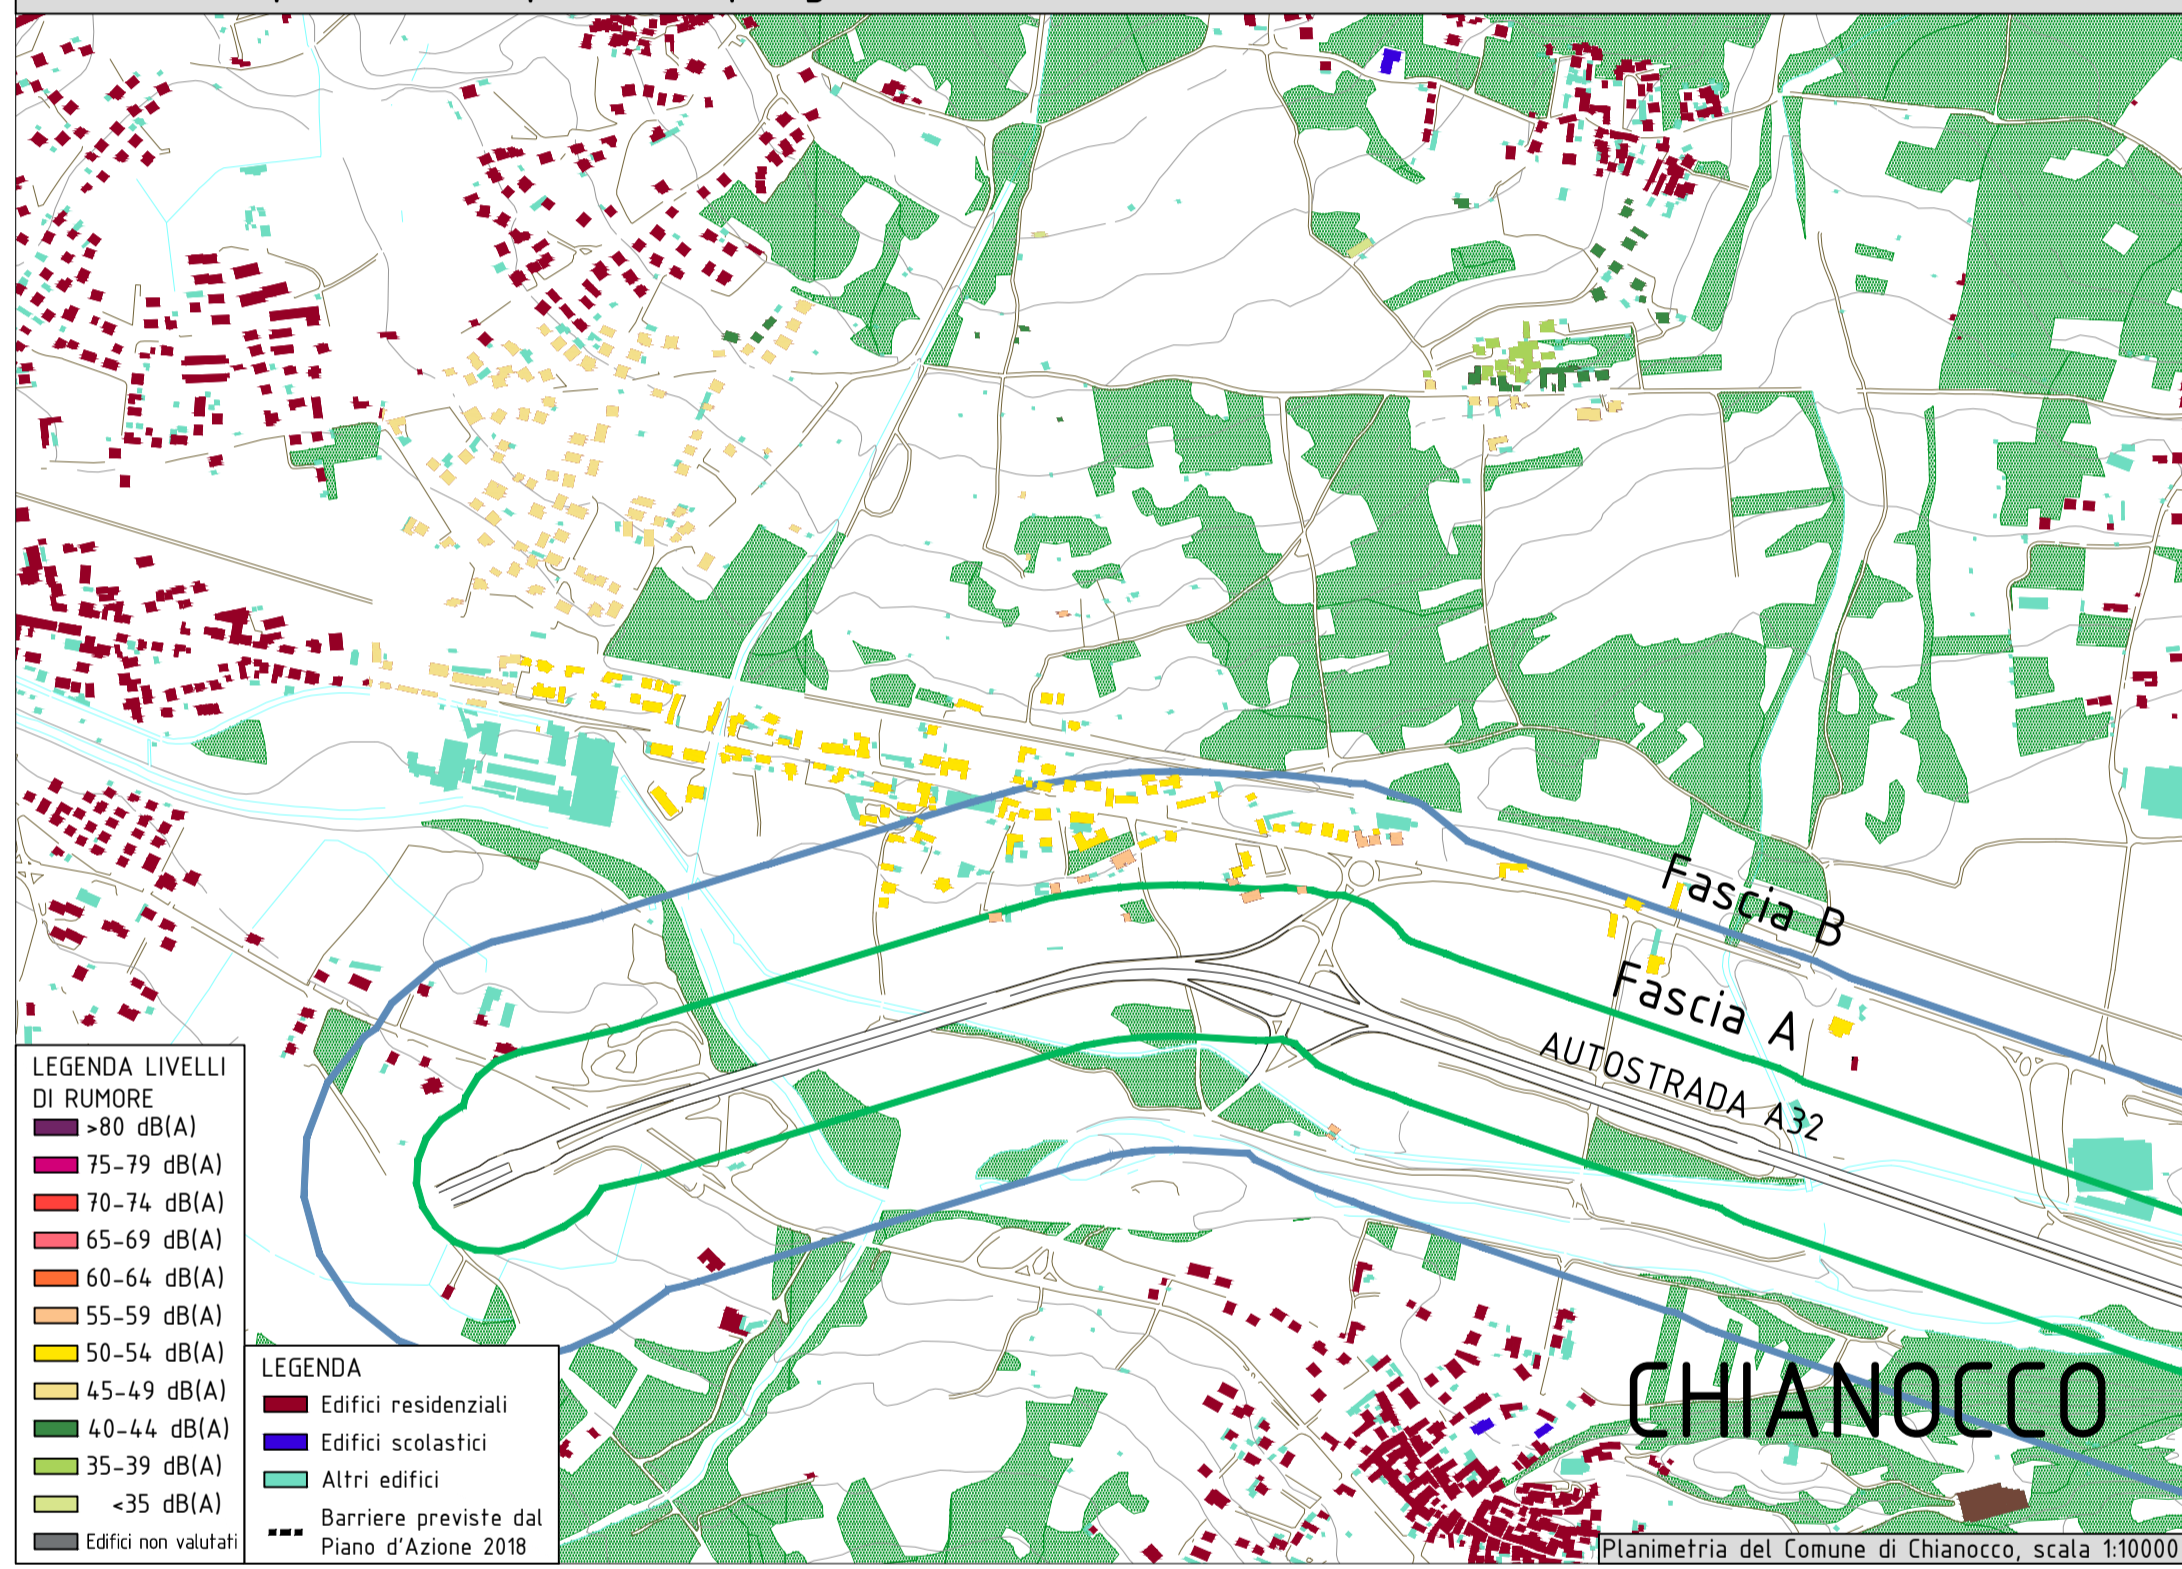 Fascia B
Fascia A
AUTOSTRADA A32
CHIANOCCO
LEGENDA LIVELLI
DI RUMORE
>80 dB(A)
75-79 dB(A)
70-74 dB(A)
65-69 dB(A)
60-64 dB(A)
55-59 dB(A)
50-54 dB(A)
45-49 dB(A)
40-44 dB(A)
35-39 dB(A)
<35 dB(A)
Edifici non valutati
LEGENDA
Edifici residenziali
Edifici scolastici
Altri edifici
Barriere previste dal
Piano d'Azione 2018
Planimetria del Comune di Chianocco, scala 1:10000